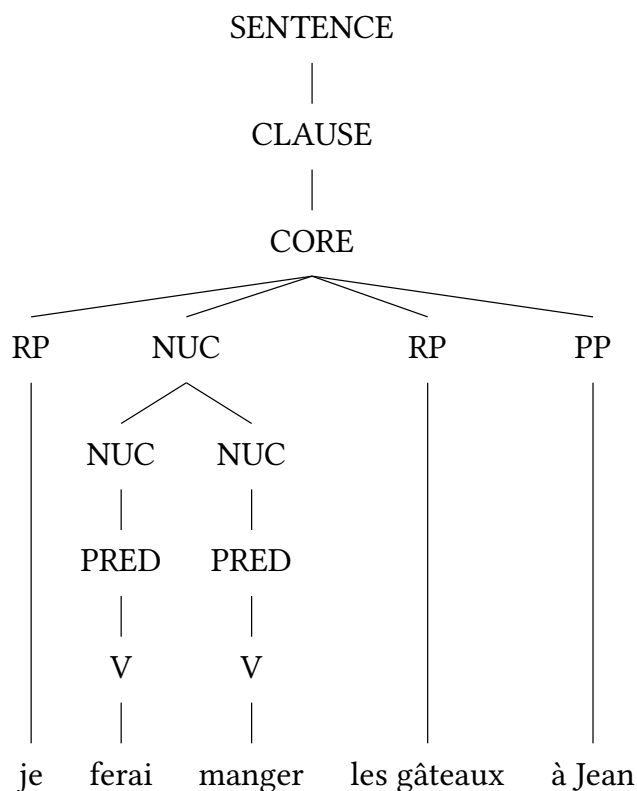 SENTENCE
CLAUSE
CORE
RP NUC RP PP
NUC NUC
PRED PRED
V V
je ferai manger les gâteaux à Jean